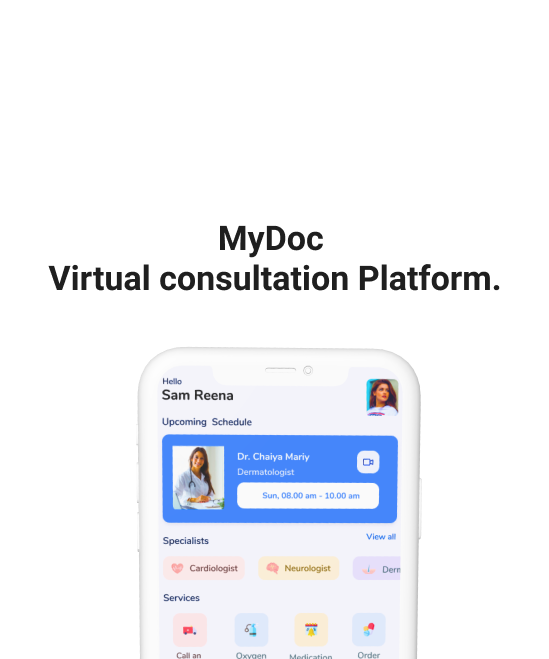 MyDoc
Virtual consultation Platform.
Hello
Sam Reena
Upcoming Schedule
Dr. Chaiya Mariy
Dermatologist
Sun, 08.00 am - 10.00 am
Specialists
View all
Cardiologist
Neurologist
Derm
Services
Call an
Oxygen
Medication
Order